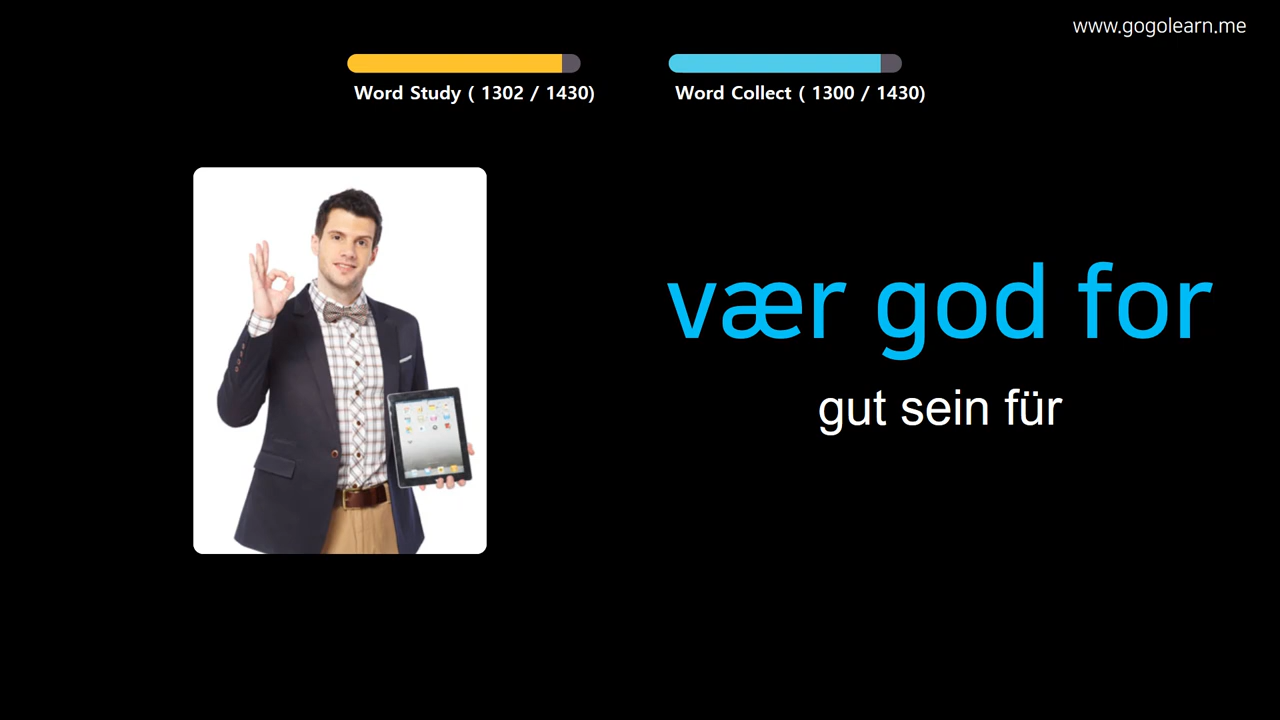 www.gogolearn.me
Word Study ( 1302 / 1430)
Word Collect ( 1300 / 1430)
vær god for
gut sein für